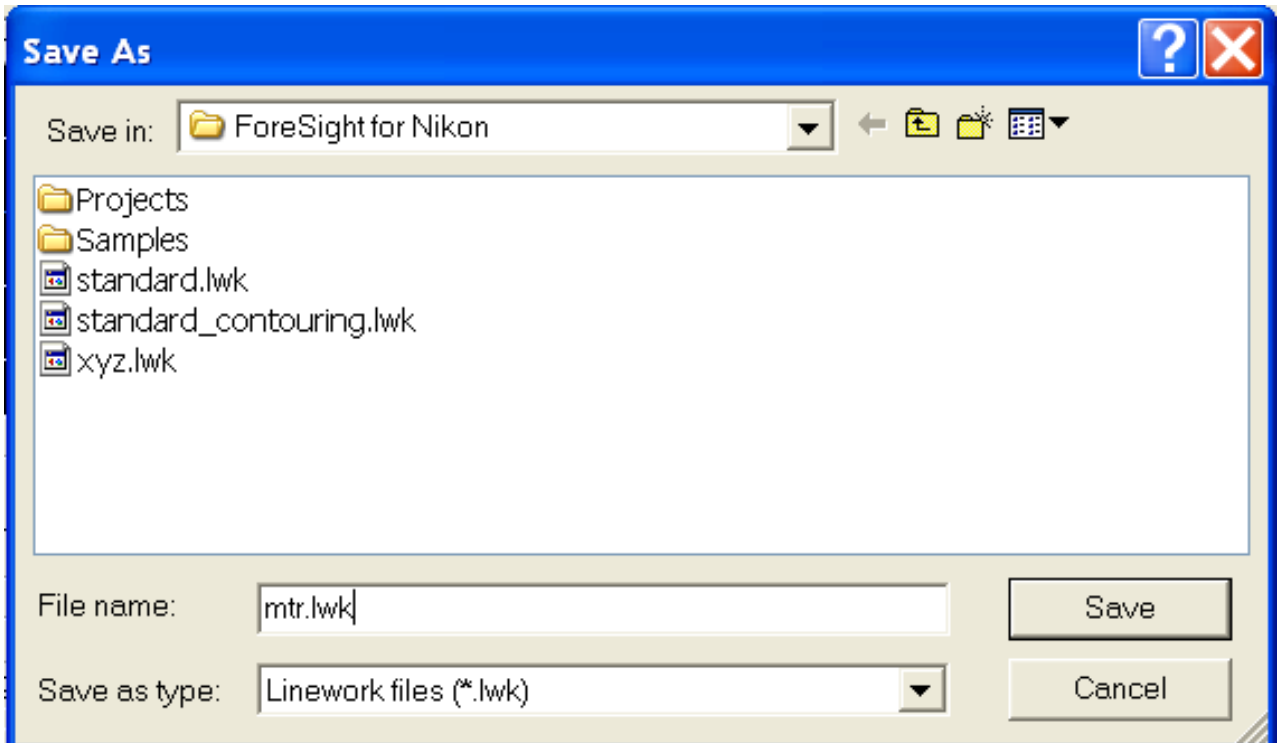 Save As
Save in: ForeSight for Nikon
Projects
Samples
standard.lwk
standard_contouring.lwk
xyz.lwk
File name: mtr.lwk Save
Save as type: Linework files (*.lwk) Cancel